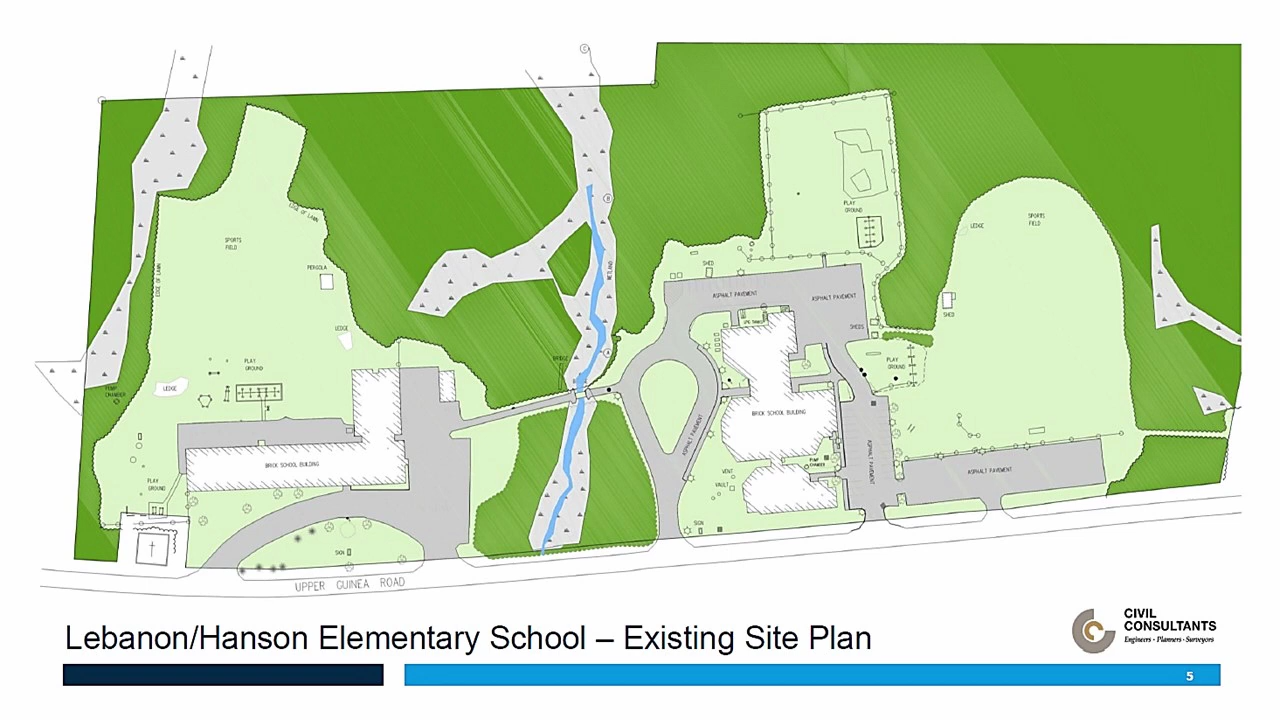 C
B
A
EDGE OF LAWN
SPORTS
FIELD
EDGE OF LAWN
PERGOLA
LEDGE
PLAY
GROUND
LEDGE
BRICK SCHOOL BUILDING
PLAY
GROUND
SIGN
UPPER GUINEA ROAD
WETLAND
BRIDGE
SHED
ASPHALT PAVEMENT
ASPHALT PAVEMENT
PLAY
GROUND
SHEDS
BRICK SCHOOL BUILDING
ASPHALT PAVEMENT
PUMP
CHAMBER
VENT
VAULT
SIGN
ASPHALT PAVEMENT
PLAY
GROUND
LEDGE
SPORTS
FIELD
SHED
ASPHALT PAVEMENT
Lebanon/Hanson Elementary School – Existing Site Plan
CIVIL
CONSULTANTS
Engineers · Planners · Surveyors
5